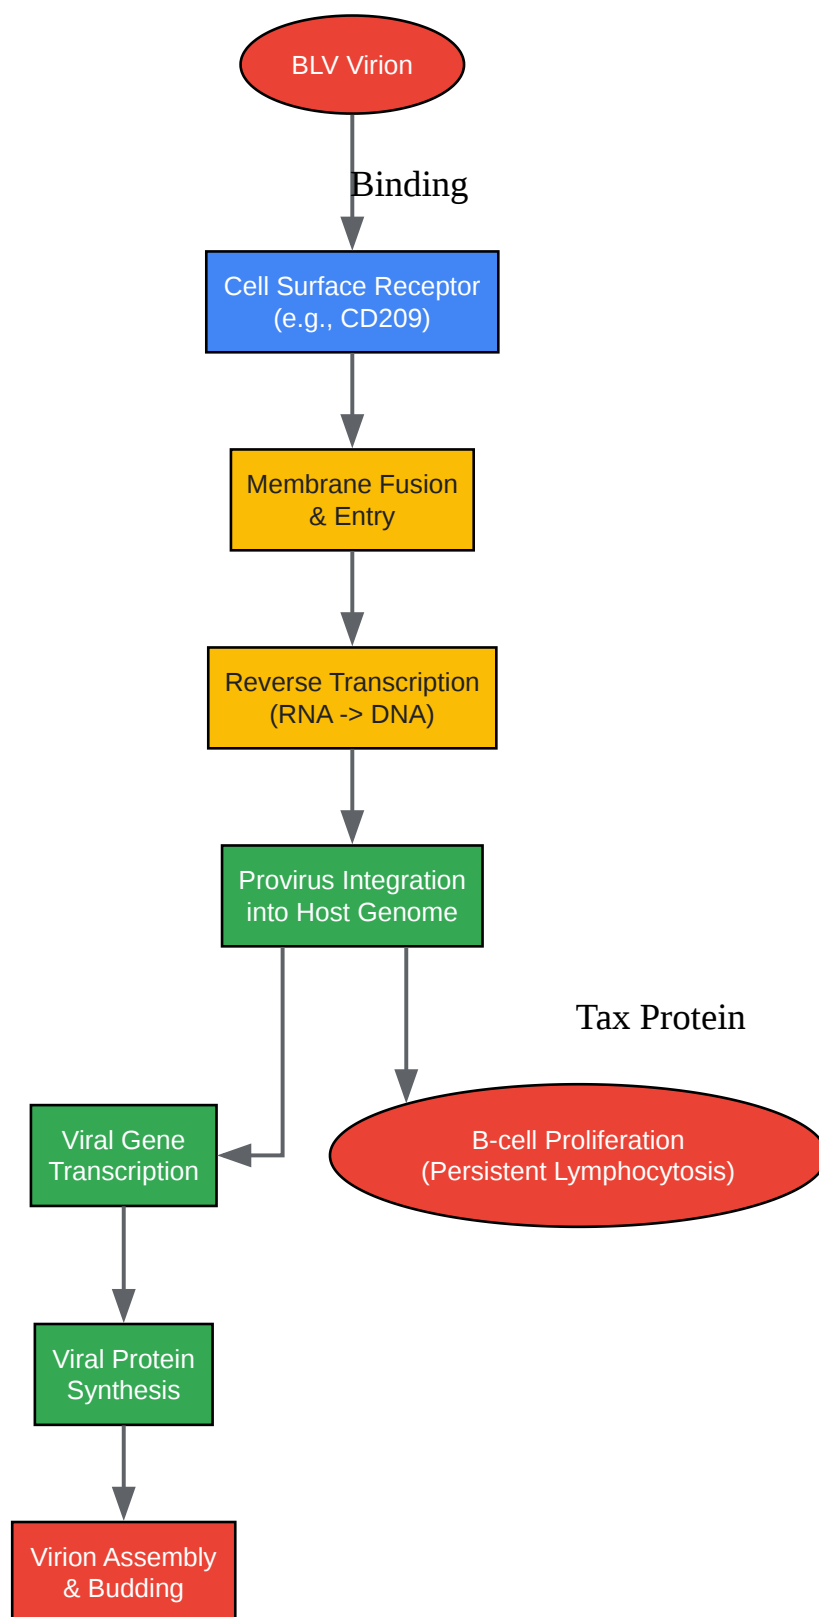 BLV Virion
Binding
Cell Surface Receptor
(e.g., CD209)
Membrane Fusion
& Entry
Reverse Transcription
(RNA -> DNA)
Provirus Integration
into Host Genome
Tax Protein
Viral Gene
Transcription
B-cell Proliferation
(Persistent Lymphocytosis)
Viral Protein
Synthesis
Virion Assembly
& Budding